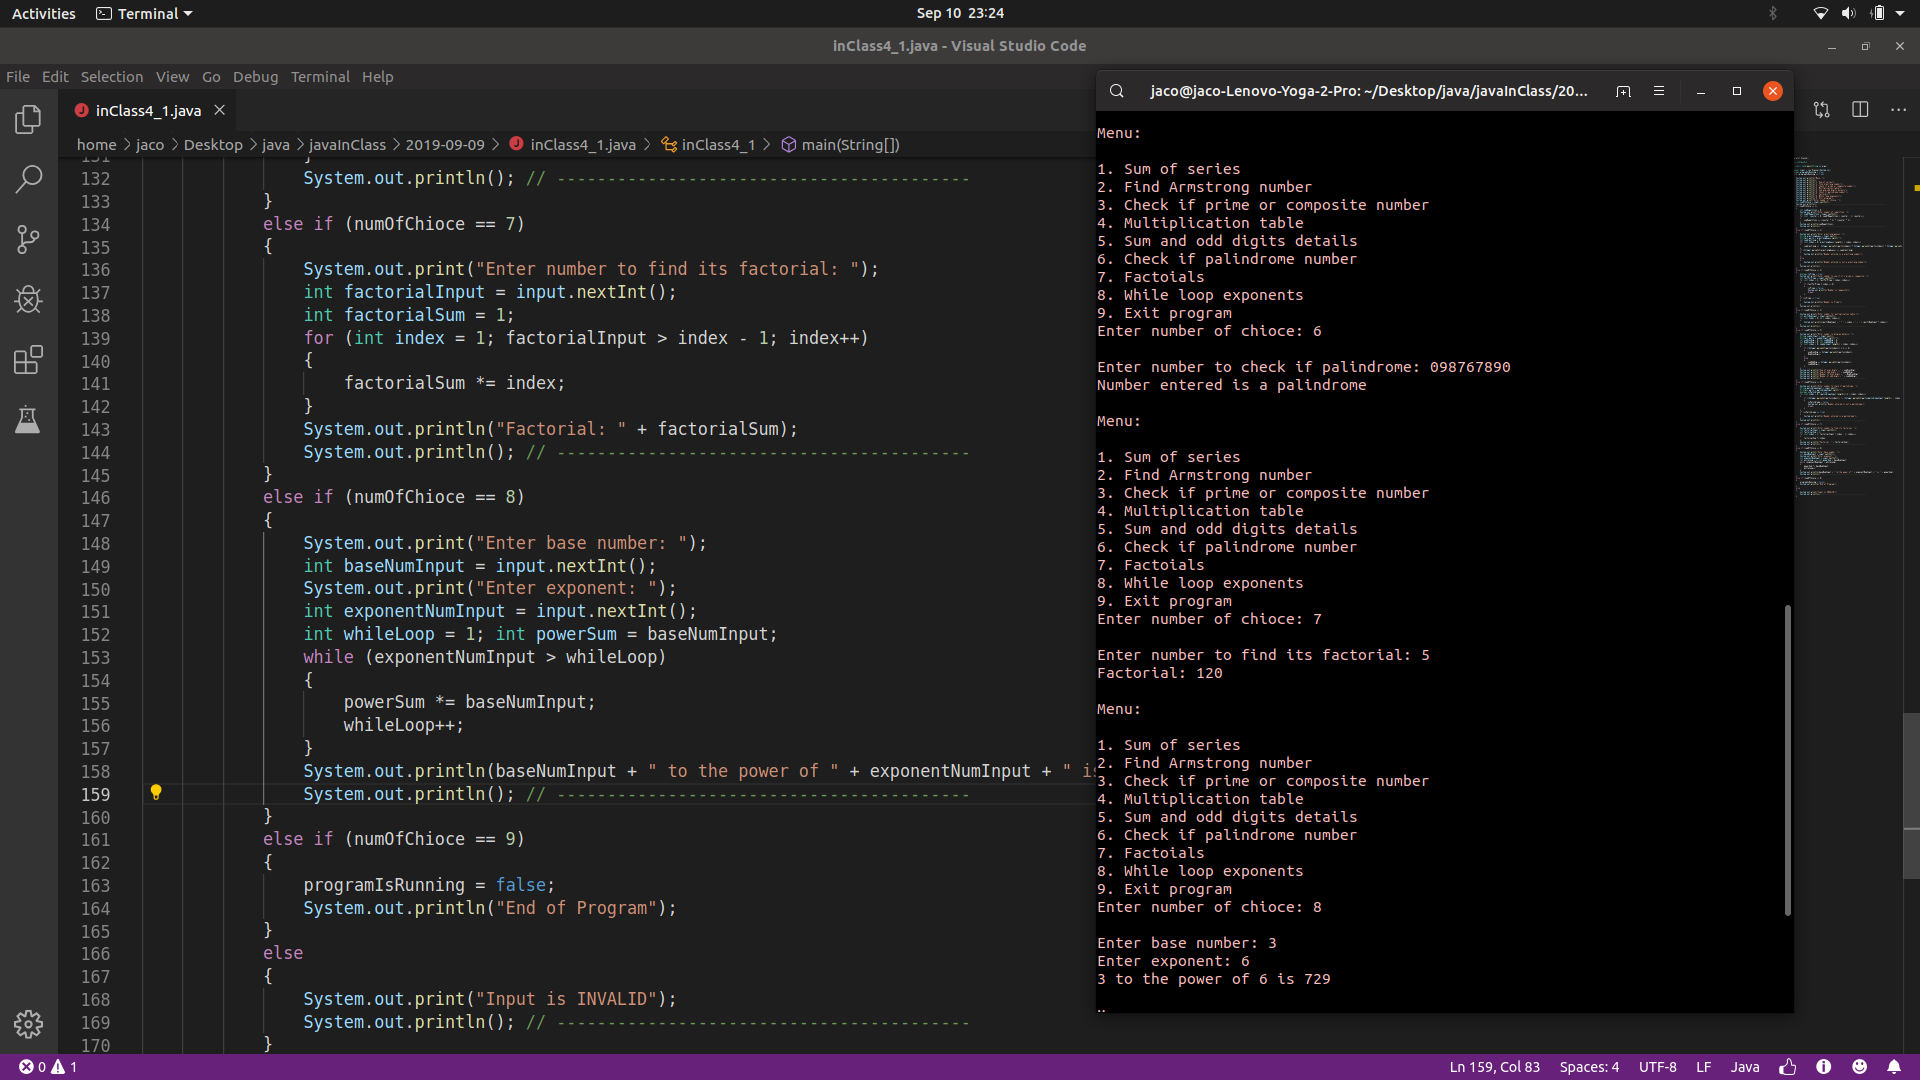 Activities Terminal Sep 10 23:24
inClass4_1.java - Visual Studio Code
File Edit Selection View Go Debug Terminal Help
inClass4_1.java
home > jaco > Desktop > java > javaInClass > 2019-09-09 > inClass4_1.java > inClass4_1 > main(String[])
131 }
132 System.out.println(); // -----------------------------------------
133 }
134 else if (numOfChioce == 7)
135 {
136 System.out.print("Enter number to find its factorial: ");
137 int factorialInput = input.nextInt();
138 int factorialSum = 1;
139 for (int index = 1; factorialInput > index - 1; index++)
140 {
141 factorialSum *= index;
142 }
143 System.out.println("Factorial: " + factorialSum);
144 System.out.println(); // -----------------------------------------
145 }
146 else if (numOfChioce == 8)
147 {
148 System.out.print("Enter base number: ");
149 int baseNumInput = input.nextInt();
150 System.out.print("Enter exponent: ");
151 int exponentNumInput = input.nextInt();
152 int whileLoop = 1; int powerSum = baseNumInput;
153 while (exponentNumInput > whileLoop)
154 {
155 powerSum *= baseNumInput;
156 whileLoop++;
157 }
158 System.out.println(baseNumInput + " to the power of " + exponentNumInput + " is
159 System.out.println(); // -----------------------------------------
160 }
161 else if (numOfChioce == 9)
162 {
163 programIsRunning = false;
164 System.out.println("End of Program");
165 }
166 else
167 {
168 System.out.print("Input is INVALID");
169 System.out.println(); // -----------------------------------------
170 }
jaco@jaco-Lenovo-Yoga-2-Pro: ~/Desktop/java/javaInClass/20...
Menu:
1. Sum of series
2. Find Armstrong number
3. Check if prime or composite number
4. Multiplication table
5. Sum and odd digits details
6. Check if palindrome number
7. Factoials
8. While loop exponents
9. Exit program
Enter number of chioce: 6
Enter number to check if palindrome: 098767890
Number entered is a palindrome
Menu:
1. Sum of series
2. Find Armstrong number
3. Check if prime or composite number
4. Multiplication table
5. Sum and odd digits details
6. Check if palindrome number
7. Factoials
8. While loop exponents
9. Exit program
Enter number of chioce: 7
Enter number to find its factorial: 5
Factorial: 120
Menu:
1. Sum of series
2. Find Armstrong number
3. Check if prime or composite number
4. Multiplication table
5. Sum and odd digits details
6. Check if palindrome number
7. Factoials
8. While loop exponents
9. Exit program
Enter number of chioce: 8
Enter base number: 3
Enter exponent: 6
3 to the power of 6 is 729
0 1 Ln 159, Col 83 Spaces: 4 UTF-8 LF Java